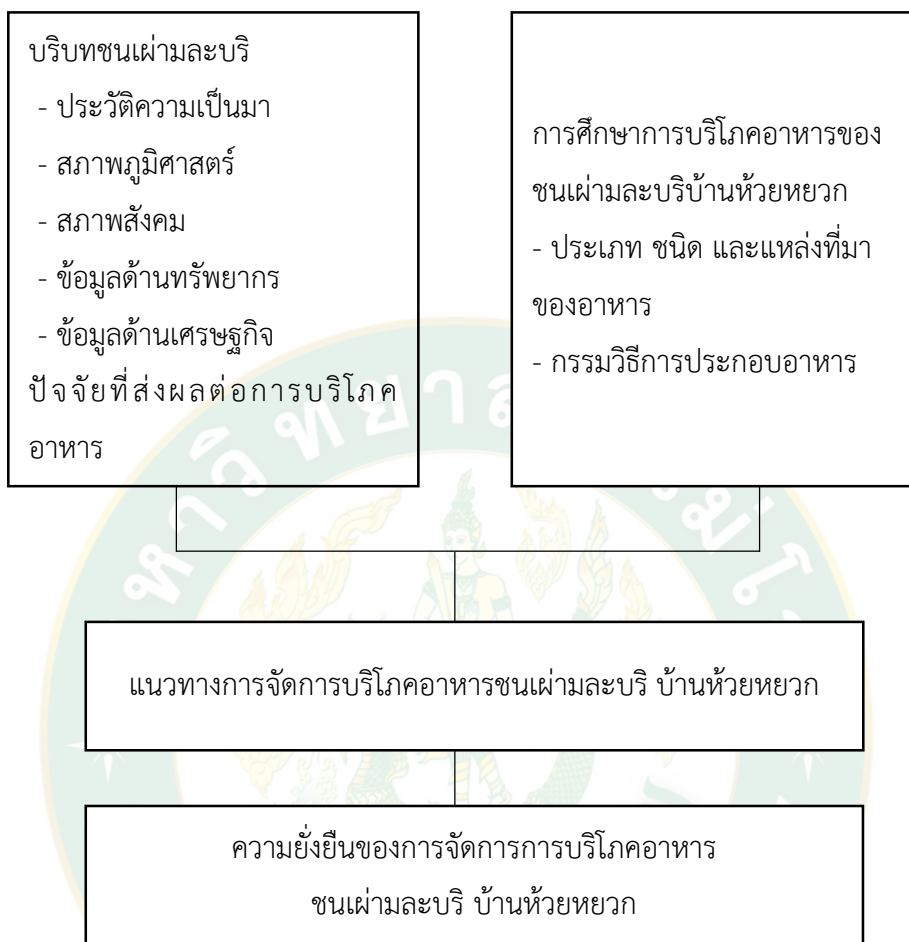 บริบทชนเผ่ามละบริ
- ประวัติความเป็นมา
- สภาพภูมิศาสตร์
- สภาพสังคม
- ข้อมูลด้านทรัพยากร
- ข้อมูลด้านเศรษฐกิจ
ปัจจัยที่ส่งผลต่อการบริโภค
อาหาร
การศึกษาการบริโภคอาหารของ
ชนเผ่ามละบริบ้านห้วยหยวก
- ประเภท ชนิด และแหล่งที่มา
ของอาหาร
- กรรมวิธีการประกอบอาหาร
แนวทางการจัดการบริโภคอาหารชนเผ่ามละบริ บ้านห้วยหยวก
ความยั่งยืนของการจัดการการบริโภคอาหาร
ชนเผ่ามละบริ บ้านห้วยหยวก